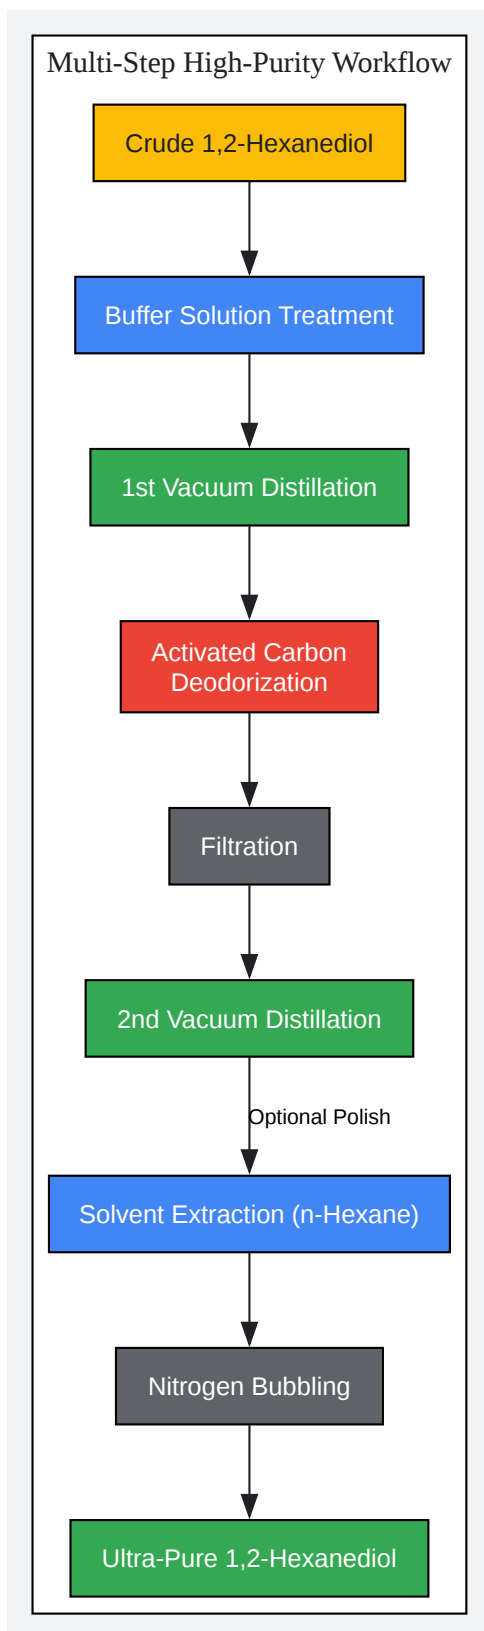 Multi-Step High-Purity Workflow
Crude 1,2-Hexanediol
Buffer Solution Treatment
1st Vacuum Distillation
Activated Carbon
Deodorization
Filtration
2nd Vacuum Distillation
Optional Polish
Solvent Extraction (n-Hexane)
Nitrogen Bubbling
Ultra-Pure 1,2-Hexanediol